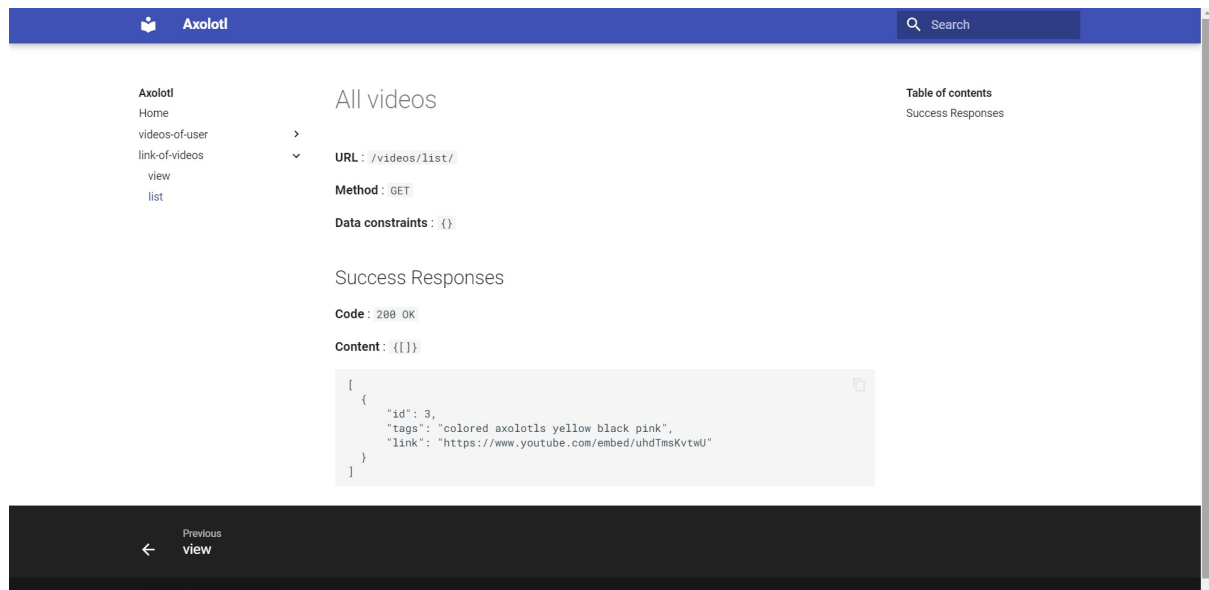 Axolotl
Search
Axolotl
Home
videos-of-user
link-of-videos
view
list
All videos
URL : /videos/list/
Method : GET
Data constraints : {}
Success Responses
Code : 200 OK
Content : {[]}
[
  {
      "id": 3,
      "tags": "colored axolotls yellow black pink",
      "link": "https://www.youtube.com/embed/uhdTmsKvtwU"
  }
]
Table of contents
Success Responses
Previous
view